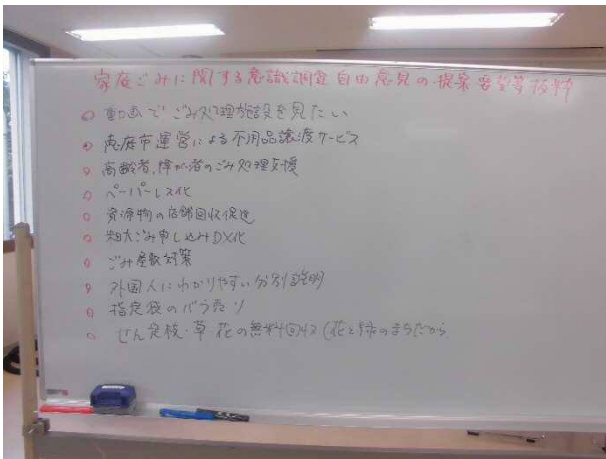 家庭ごみに関する意識調査自由意見の提案要望等抜粋
○ 動画でごみ処理施設を見たい
○ 恵庭市運営による不用品譲渡サービス
○ 高齢者、障が者のごみ処理支援
○ ペーパーレス化
○ 資源物の店舗回収促進
○ 粗大ごみ申し込みDX化
○ ごみ屋敷対策
○ 外国人にわかりやすい分別説明
○ 指定袋のバラ売り
○ せん定枝・草・花の無料回収(花と緑のまちだから